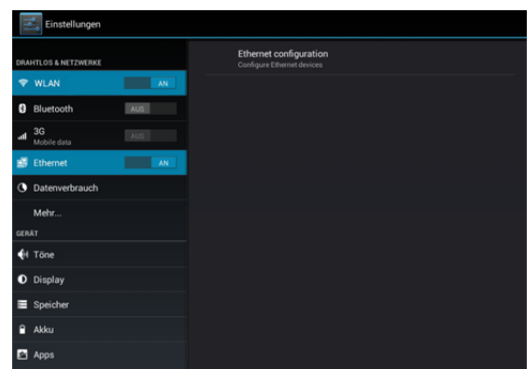 Einstellungen
DRAHTLOS & NETZWERKE
WLAN AN
Bluetooth AUS
3G AUS
Mobile data
Ethernet AN
Datenverbrauch
Mehr...
GERÄT
Töne
Display
Speicher
Akku
Apps
Ethernet configuration
Configure Ethernet devices